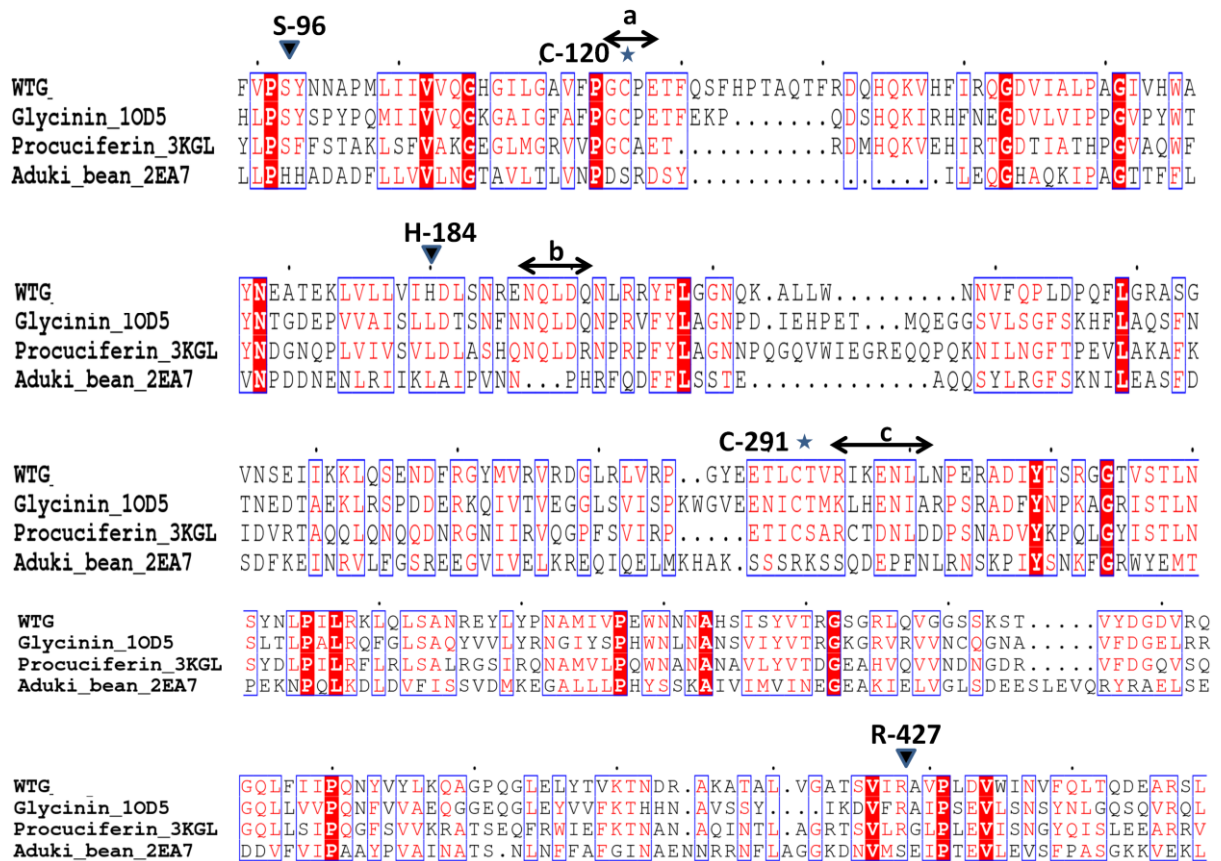 S-96
C-120 ★ a
WTG_ FVPSYNNAPMLIIVVQGHGILGAVFPGCPETFQSFHPTAQTFRDQHQKVHFIRQGDVIALPAGIVHWA
Glycinin_1OD5 HLPSYSPYPQMIIVVQGKGAIGFAFPGCPETFEKP.......QDSHQKIRHFNEGDVLVIPPGVPYWT
Procuciferin_3KGL YLPSFFSTAKLSFVAKGEGLMGRVVPGCAET...........RDMHQKVEHIRTGDTIATHPGVAQWF
Aduki_bean_2EA7 LLPHHADADFLLVVLNGTAVLTLVNPDSRDSY................ILEQGHAQKIPAGTTFFL
H-184
b
WTG_ YNEATEKLVLLVIHDLSNRENQLDQNLRRYFLGGNQK.ALLW.........NNVFQPLDPQFLGRASG
Glycinin_1OD5 YNTGDEPVVAISLLDTSNFNNQLDQNPRVFYLAGNPD.IEHPET...MQEGGSVLSGFSKHFLAQSFN
Procuciferin_3KGL YNDGNQPLVIVSVLDLASHQNQLDRNPRPFYLAGNNPQGQVWIEGREQQPQKNILNGFTPEVLAKAFK
Aduki_bean_2EA7 VNPDDNENLRIIKLAIPVNN...PHRFQDFFLSSTE............AQQSYLRGFSKNILEASFD
C-291 ★ c
WTG VNSEIIKKLQSENDFRGYMVRVRDGLRLVRP..GYEETLCTVRIKENLLNPERADIYTSRGGTVSTLN
Glycinin_1OD5 TNEDTAEKLRSPDDERKQIVTVEGGLSVISPKWGVEENICTMKLHENIARPSRADFYNPKAGRISTLN
Procuciferin_3KGL IDVRTAQQLQNQQDNRGNIIRVQGPFSVIRP.....ETICSARCTDNLDDPSNADVYKPQLGYISTLN
Aduki_bean_2EA7 SDFKEINRVLFGSREEGVIVELKREQIQELMKHAK.SSSRKSSQDEPFNLRNSKPIYSNKFGRWYEMT
WTG SYNLPILRKLQLSANREYLYPNAMIVPEWNNNAHSISYVTRGSGRLQVGGSSKST.....VYDGDVRQ
Glycinin_1OD5 SLTLPALRQFGLSAQYVVLYRNGIYSPHWNLNANSVIYVTRGKGRVRVVNCQGNA.....VFDGELRR
Procuciferin_3KGL SYDLPILRFLRLSALRGSIRQNAMVLPQWNANANAVLYVTDGEAHVQVVNDNGDR.....VFDGQVSQ
Aduki_bean_2EA7 PEKNPQLKDLDVFISSVDMKEGALLLPHYSSKAIVIMVINEGEAKIELVGLSDEESLEVQRYRAELSE
R-427
WTG_ _ GQLFIIPQNYVYLKQAGPQGLELYTVKTNDR.AKATAL.VGATSVIRAVPLDVWINVFQLTQDEARSL
Glycinin_1OD5 GQLLVVPQNFVVAEQGGEQGLEYVVFKTHHN.AVSSY....IKDVFRAIPSEVLSNSYNLGQSQVRQL
Procuciferin_3KGL GQLLSIPQGFSVVKRATSEQFRWIEFKTNAN.AQINTL.AGRTSVLRGLPLEVISNGYQISLEEARRV
Aduki_bean_2EA7 DDVFVIPAAYPVAINATS.NLNFFAFGINAENNRRNFLAGGKDNVMSEIPTEVLEVSFPASGKKVEKL